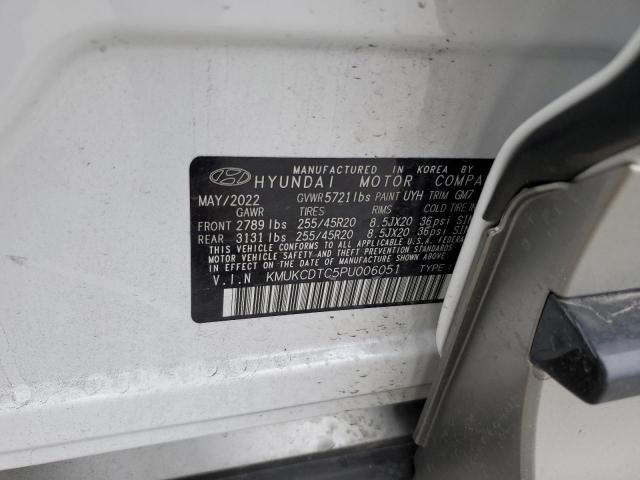 MANUFACTURED IN KOREA BY
HYUNDAI MOTOR COMPA
MAY/2022 GVWR 5721 lbs PAINT UYH TRIM GM7
GAWR TIRES RIMS COLD TI
FRONT 2789 lbs 255/45R20 8.5JX20 36psi
REAR 3131 lbs 255/45R20 8.5JX20 36psi
THIS VEHICLE CONFORMS TO ALL APPLICABLE U.S.A. FEDERAL
MOTOR VEHICLE SAFETY, BUMPER, AND THEFT PREVENTION
STANDARDS IN EFFECT ON THE DATE OF MANUFACTURE SHOWN ABOVE.
V.I.N KMUKCDTC5PU006051 TYPE